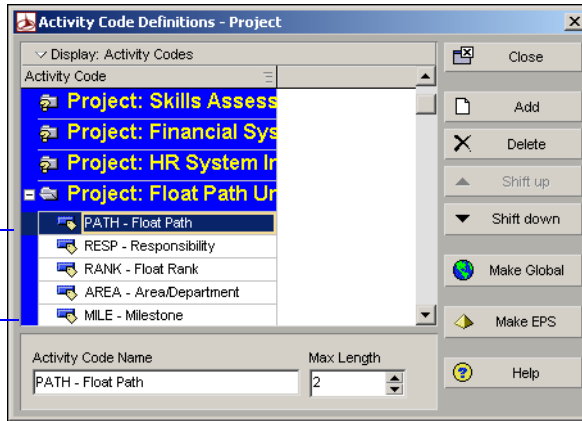 Activity Code Definitions - Project
Display: Activity Codes
Activity Code
Project: Skills Assess
Project: Financial Sys
Project: HR System In
Project: Float Path Un
PATH - Float Path
RESP - Responsibility
RANK - Float Rank
AREA - Area/Department
MILE - Milestone
Activity Code Name
Max Length
PATH - Float Path
2
Close
Add
Delete
Shift up
Shift down
Make Global
Make EPS
Help